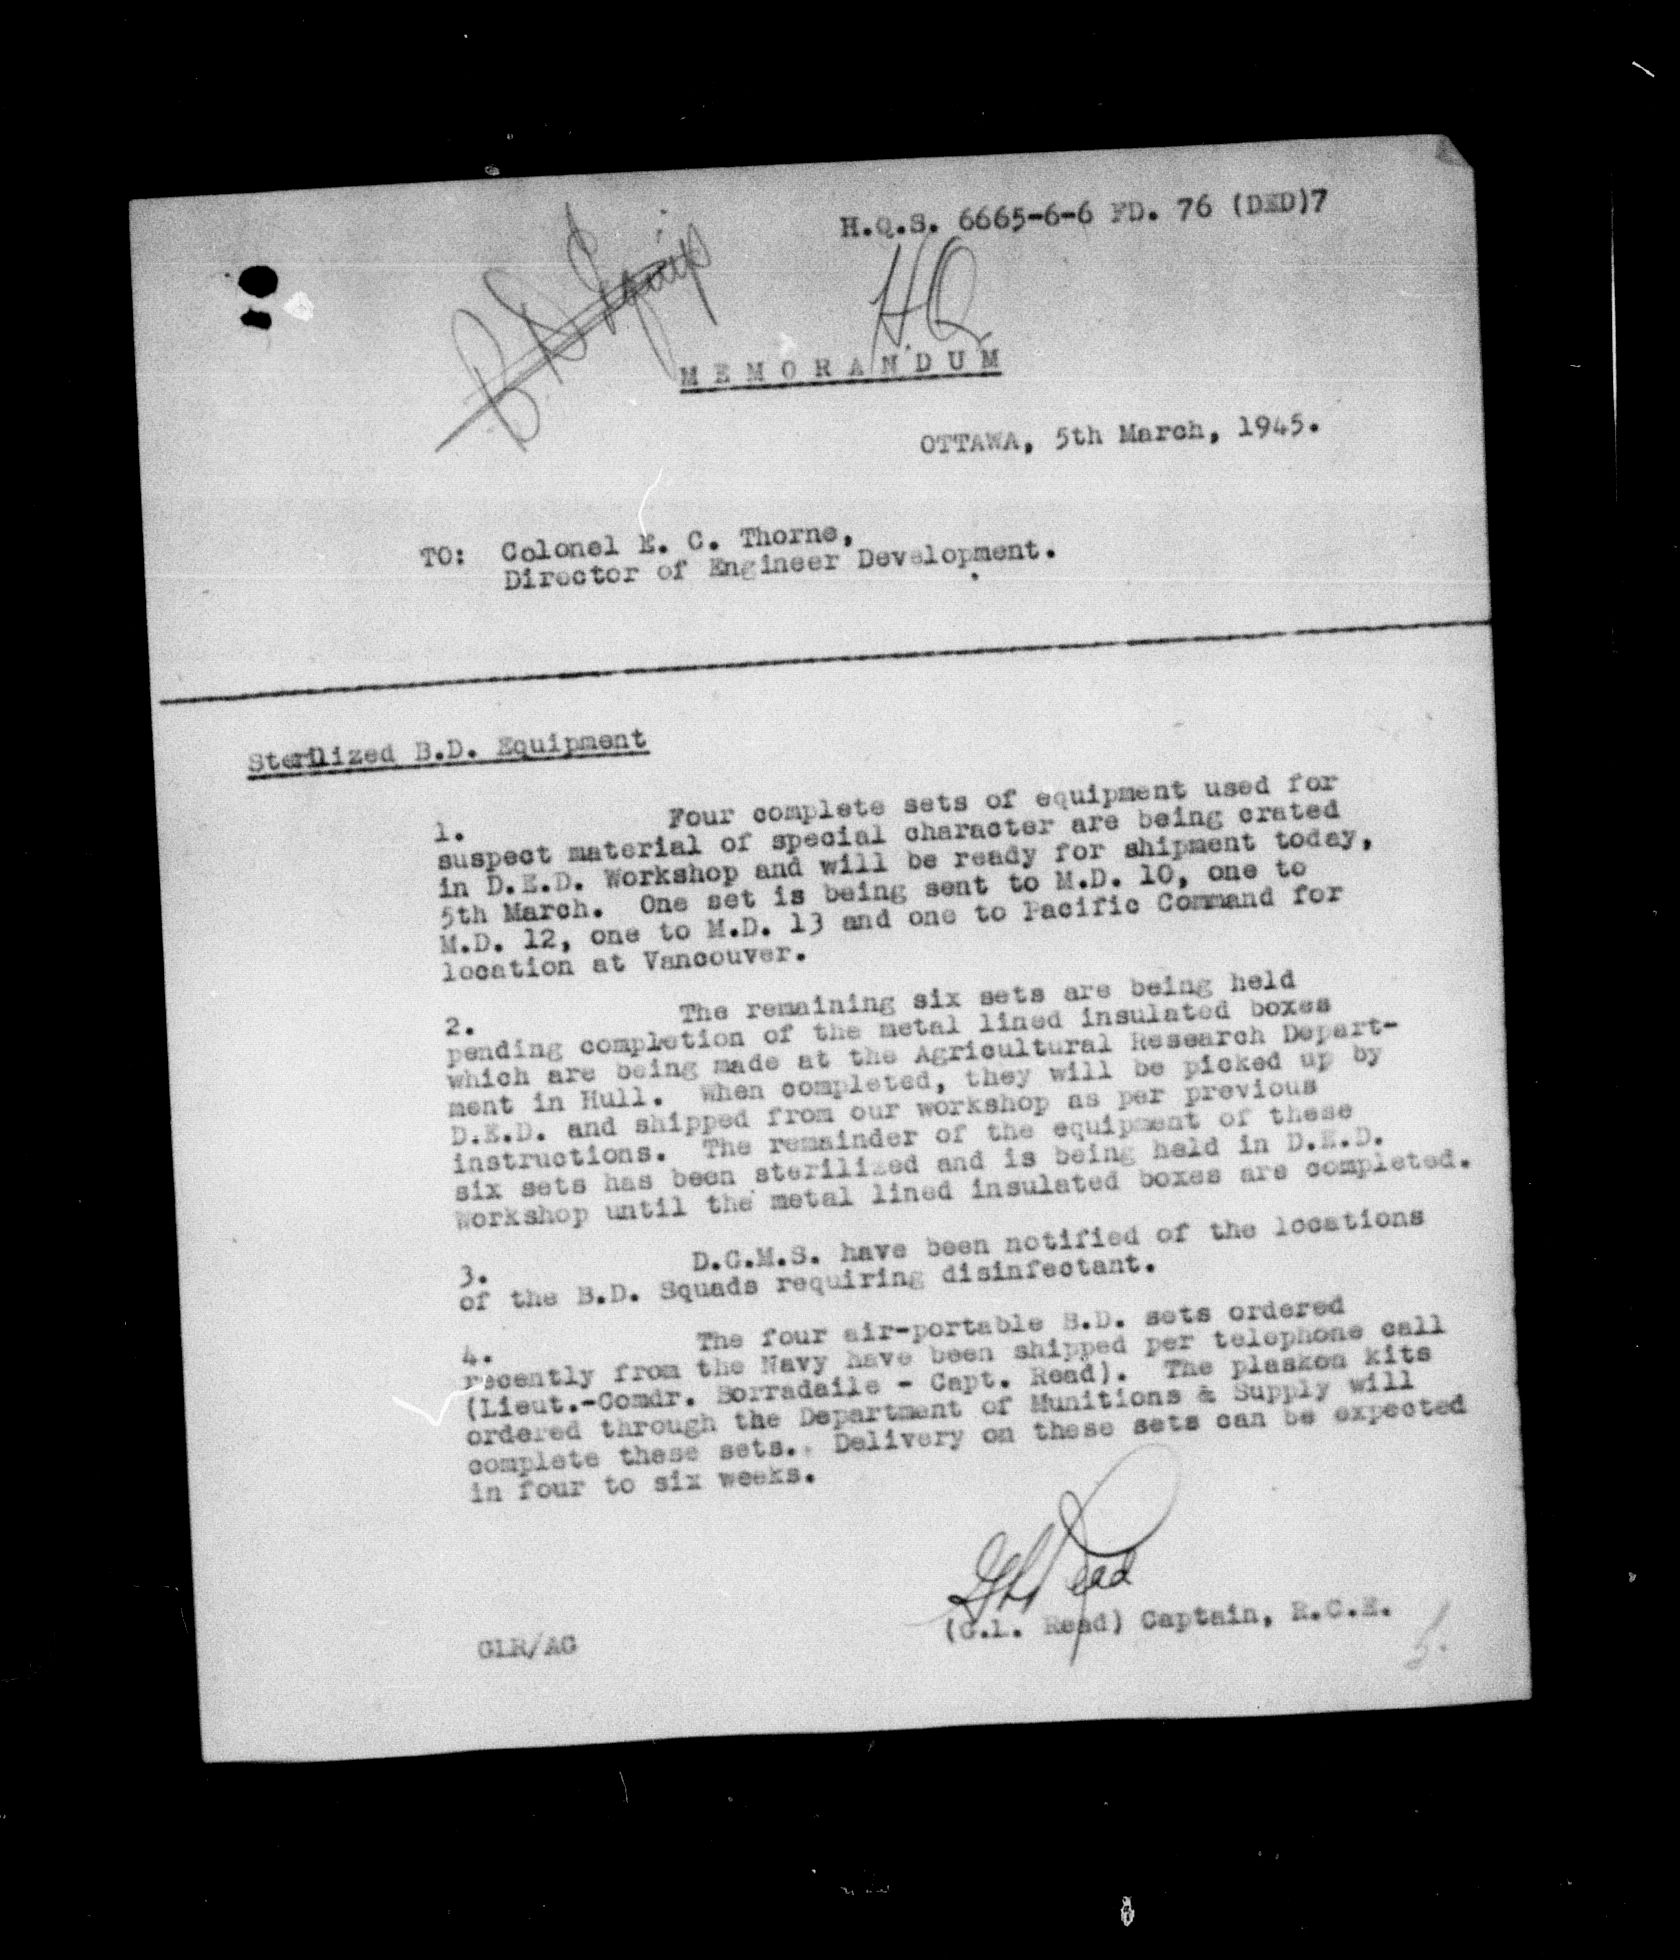 H.Q.S. 6665-6-6 FD. 76 (DED)7
B D Equip
HQ
MEMORANDUM
OTTAWA, 5th March, 1945.
TO: Colonel E. C. Thorne,
Director of Engineer Development.
Sterilized B.D. Equipment
1. Four complete sets of equipment used for
suspect material of special character are being crated
in D.E.D. Workshop and will be ready for shipment today,
5th March. One set is being sent to M.D. 10, one to
M.D. 12, one to M.D. 13 and one to Pacific Command for
location at Vancouver.
2. The remaining six sets are being held
pending completion of the metal lined insulated boxes
which are being made at the Agricultural Research Depart-
ment in Hull. When completed, they will be picked up by
D.E.D. and shipped from our workshop as per previous
instructions. The remainder of the equipment of these
six sets has been sterilized and is being held in D.E.D.
Workshop until the metal lined insulated boxes are completed.
3. D.G.M.S. have been notified of the locations
of the B.D. Squads requiring disinfectant.
4. The four air-portable B.D. sets ordered
recently from the Navy have been shipped per telephone call
(Lieut.-Comdr. Borradaile - Capt. Read). The plaskon kits
ordered through the Department of Munitions & Supply will
complete these sets. Delivery on these sets can be expected
in four to six weeks.
GL Read
(G.L. Read) Captain, R.C.E.
GLR/AG